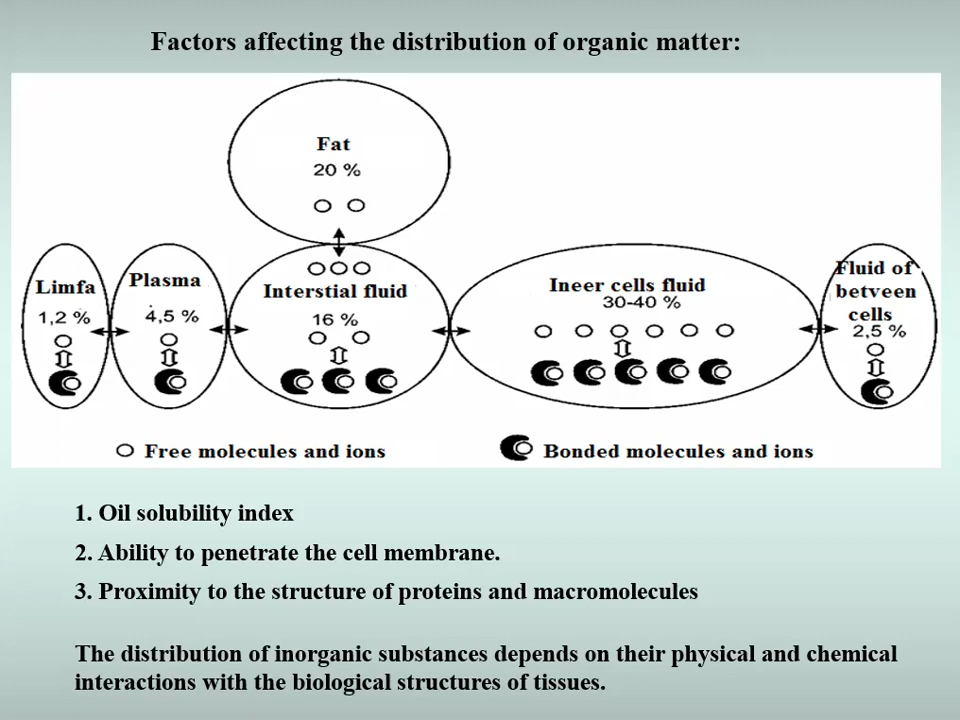 Factors affecting the distribution of organic matter:
Fat
20 %
Limfa
1,2 %
Plasma
4,5 %
Interstial fluid
16 %
Ineer cells fluid
30-40 %
Fluid of
betveen
cells
2,5 %
Free molecules and ions
Bonded molecules and ions
1. Oil solubility index
2. Ability to penetrate the cell membrane.
3. Proximity to the structure of proteins and macromolecules
The distribution of inorganic substances depends on their physical and chemical
interactions with the biological structures of tissues.